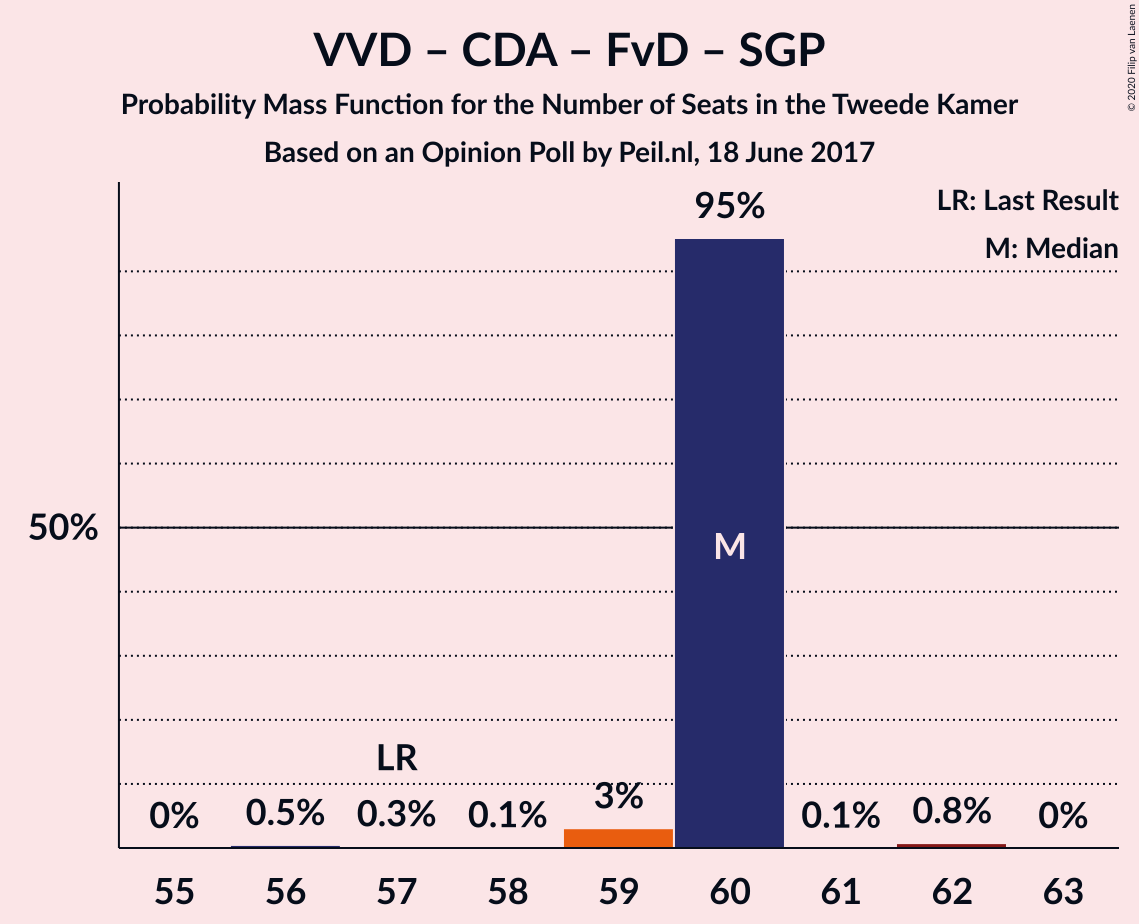 VVD – CDA – FvD – SGP
Probability Mass Function for the Number of Seats in the Tweede Kamer
Based on an Opinion Poll by Peil.nl, 18 June 2017
© 2020 Filip van Laenen
LR: Last Result
M: Median
95%
50%
M
LR
0% 0.5% 0.3% 0.1% 3% 0.1% 0.8% 0%
55 56 57 58 59 60 61 62 63